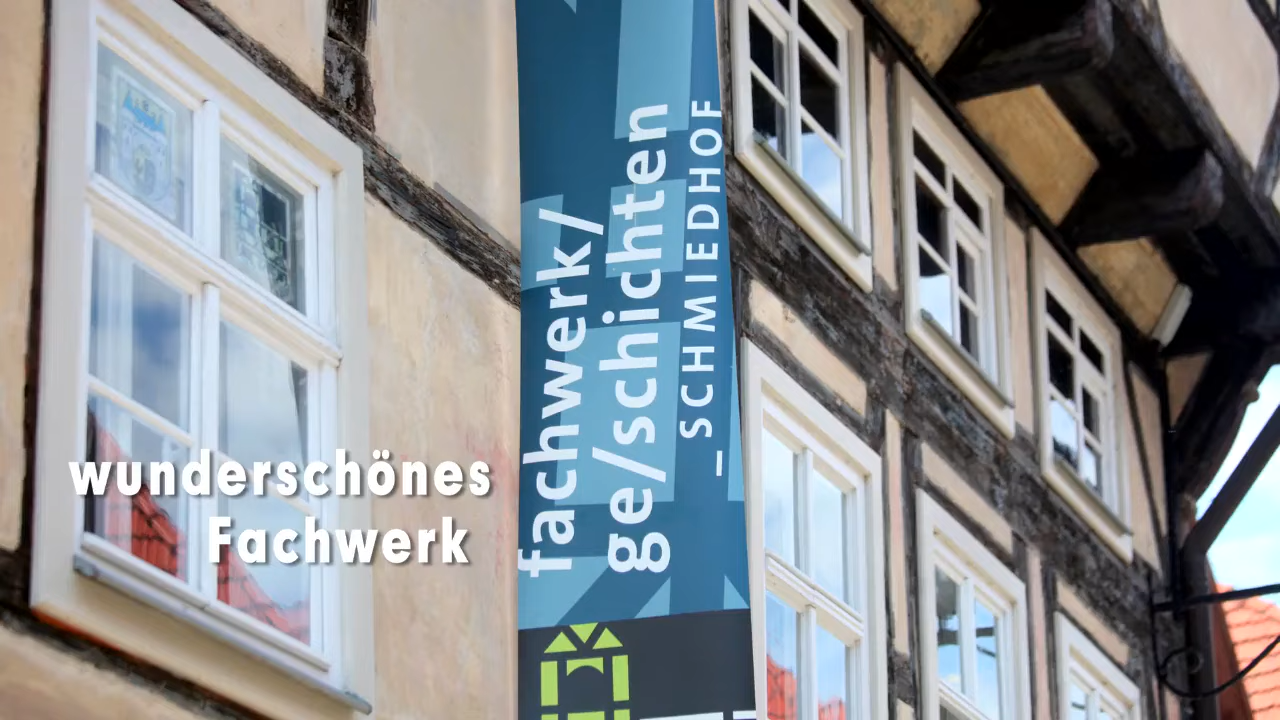 wunderschönes
Fachwerk
fachwerk/
ge/schichten
_SCHMIEDHOF